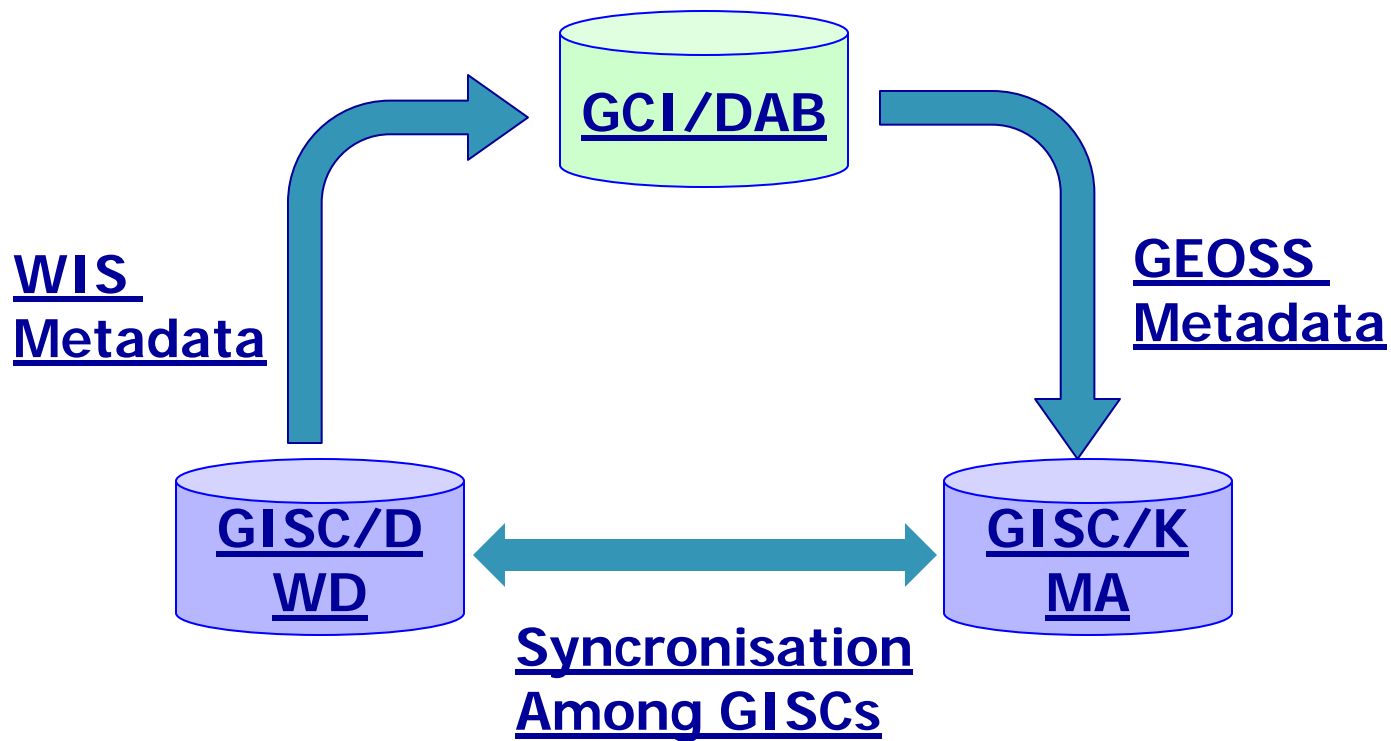 GCI/DAB
WIS
Metadata
GEOSS
Metadata
GISC/D
WD
GISC/K
MA
Syncronisation
Among GISCs